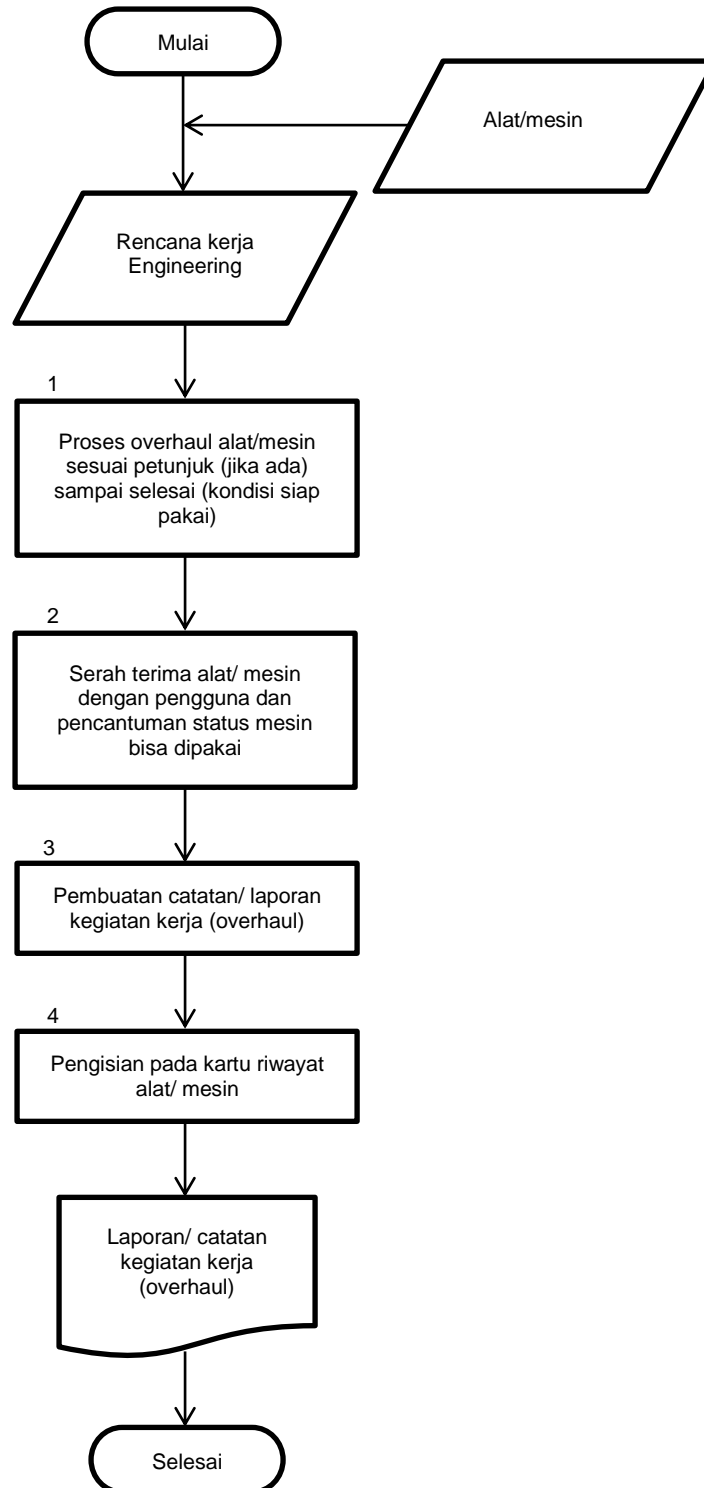 Mulai
Alat/mesin
Rencana kerja
Engineering
1
Proses overhaul alat/mesin
sesuai petunjuk (jika ada)
sampai selesai (kondisi siap
pakai)
2
Serah terima alat/ mesin
dengan pengguna dan
pencantuman status mesin
bisa dipakai
3
Pembuatan catatan/ laporan
kegiatan kerja (overhaul)
4
Pengisian pada kartu riwayat
alat/ mesin
Laporan/ catatan
kegiatan kerja
(overhaul)
Selesai